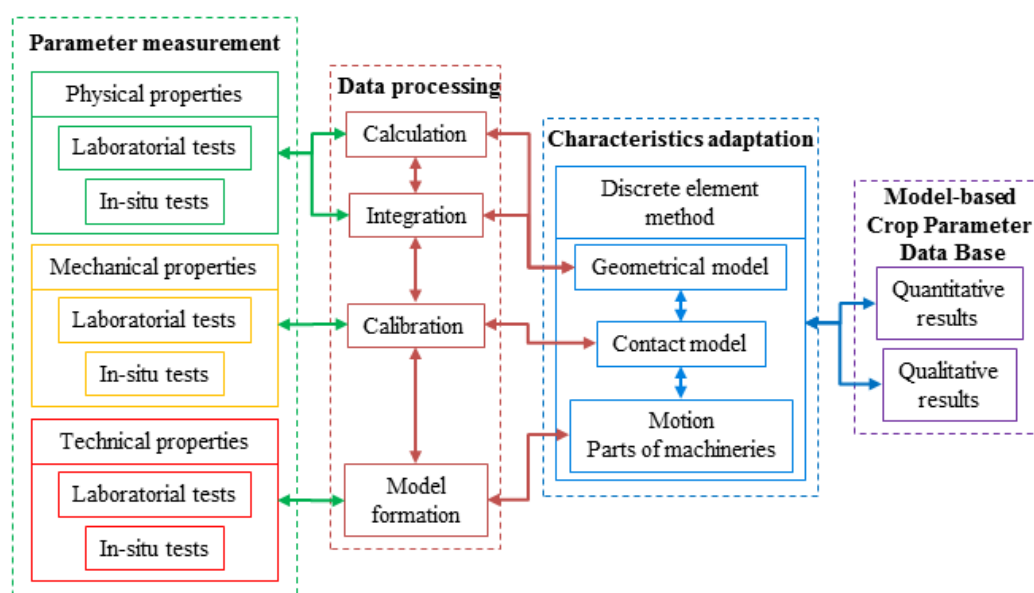 Parameter measurement
Physical properties
Laboratorial tests
In-situ tests
Mechanical properties
Laboratorial tests
In-situ tests
Technical properties
Laboratorial tests
In-situ tests
Data processing
Calculation
Integration
Calibration
Model
formation
Characteristics adaptation
Discrete element
method
Geometrical model
Contact model
Motion
Parts of machineries
Model-based
Crop Parameter
Data Base
Quantitative
results
Qualitative
results